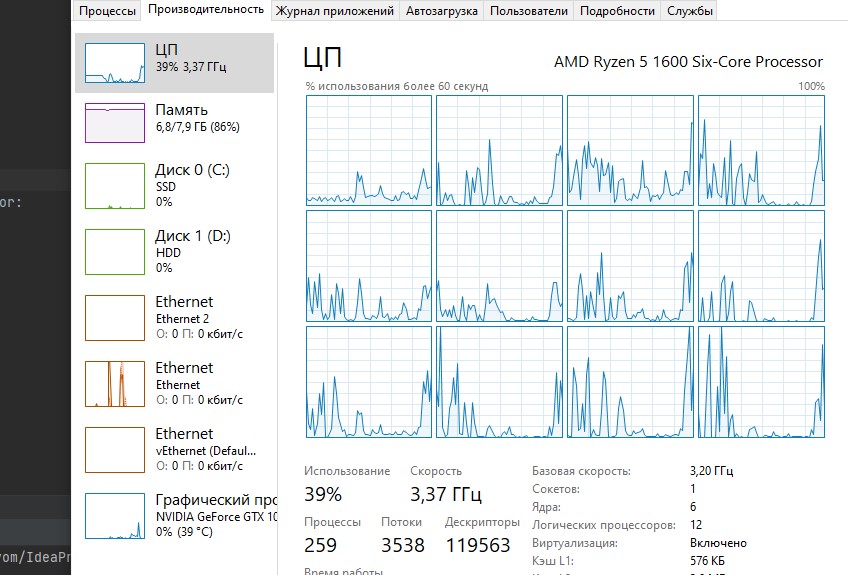 Процессы Производительность Журнал приложений Автозагрузка Пользователи Подробности Службы
ЦП
39% 3,37 ГГц
Память
6,8/7,9 ГБ (86%)
Диск 0 (C:)
SSD
0%
Диск 1 (D:)
HDD
0%
Ethernet
Ethernet 2
О: 0 П: 0 кбит/с
Ethernet
Ethernet
О: 0 П: 0 кбит/с
Ethernet
vEthernet (Defaul...
О: 0 П: 0 кбит/с
Графический про
NVIDIA GeForce GTX 10
0% (39 °C)
ЦП AMD Ryzen 5 1600 Six-Core Processor
% использования более 60 секунд 100%
Использование Скорость
39% 3,37 ГГц
Процессы Потоки Дескрипторы
259 3538 119563
Время работы
Базовая скорость: 3,20 ГГц
Сокетов: 1
Ядра: 6
Логических процессоров: 12
Виртуализация: Включено
Кэш L1: 576 КБ
or:
om/IdeaPr